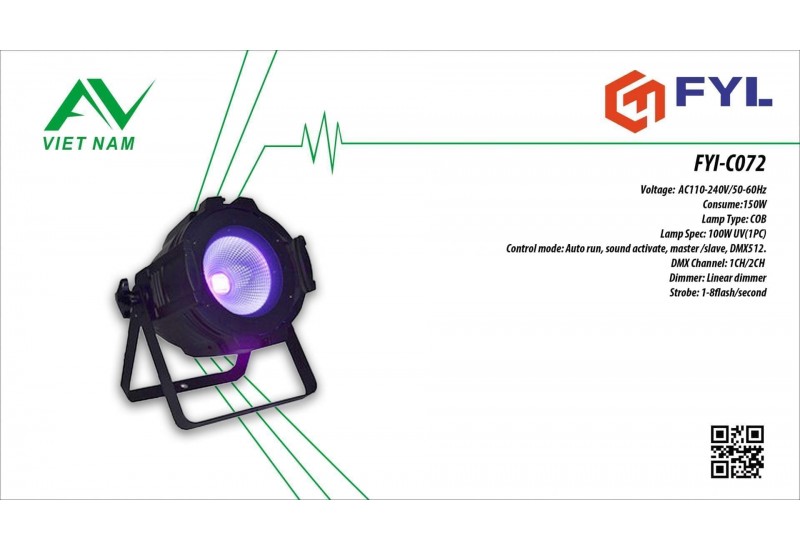 AV
VIET NAM
FYL
FYI-C072
Voltage: AC110-240V/50-60Hz
Consume:150W
Lamp Type: COB
Lamp Spec: 100W UV(1PC)
Control mode: Auto run, sound activate, master /slave, DMX512.
DMX Channel: 1CH/2CH
Dimmer: Linear dimmer
Strobe: 1-8flash/second